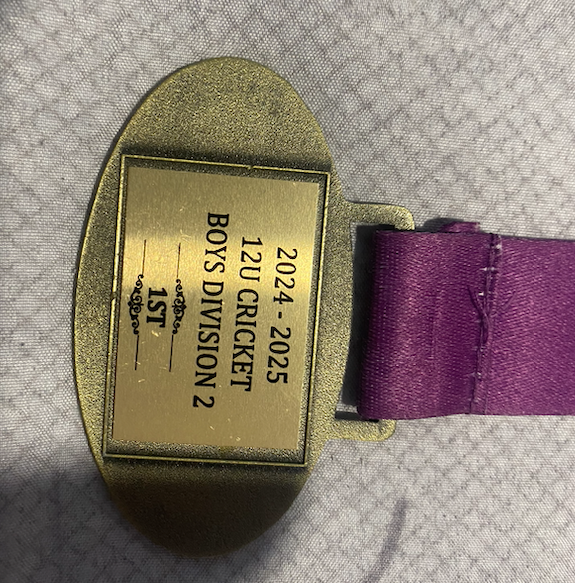 2024 - 2025
12U CRICKET
BOYS DIVISION 2
1ST